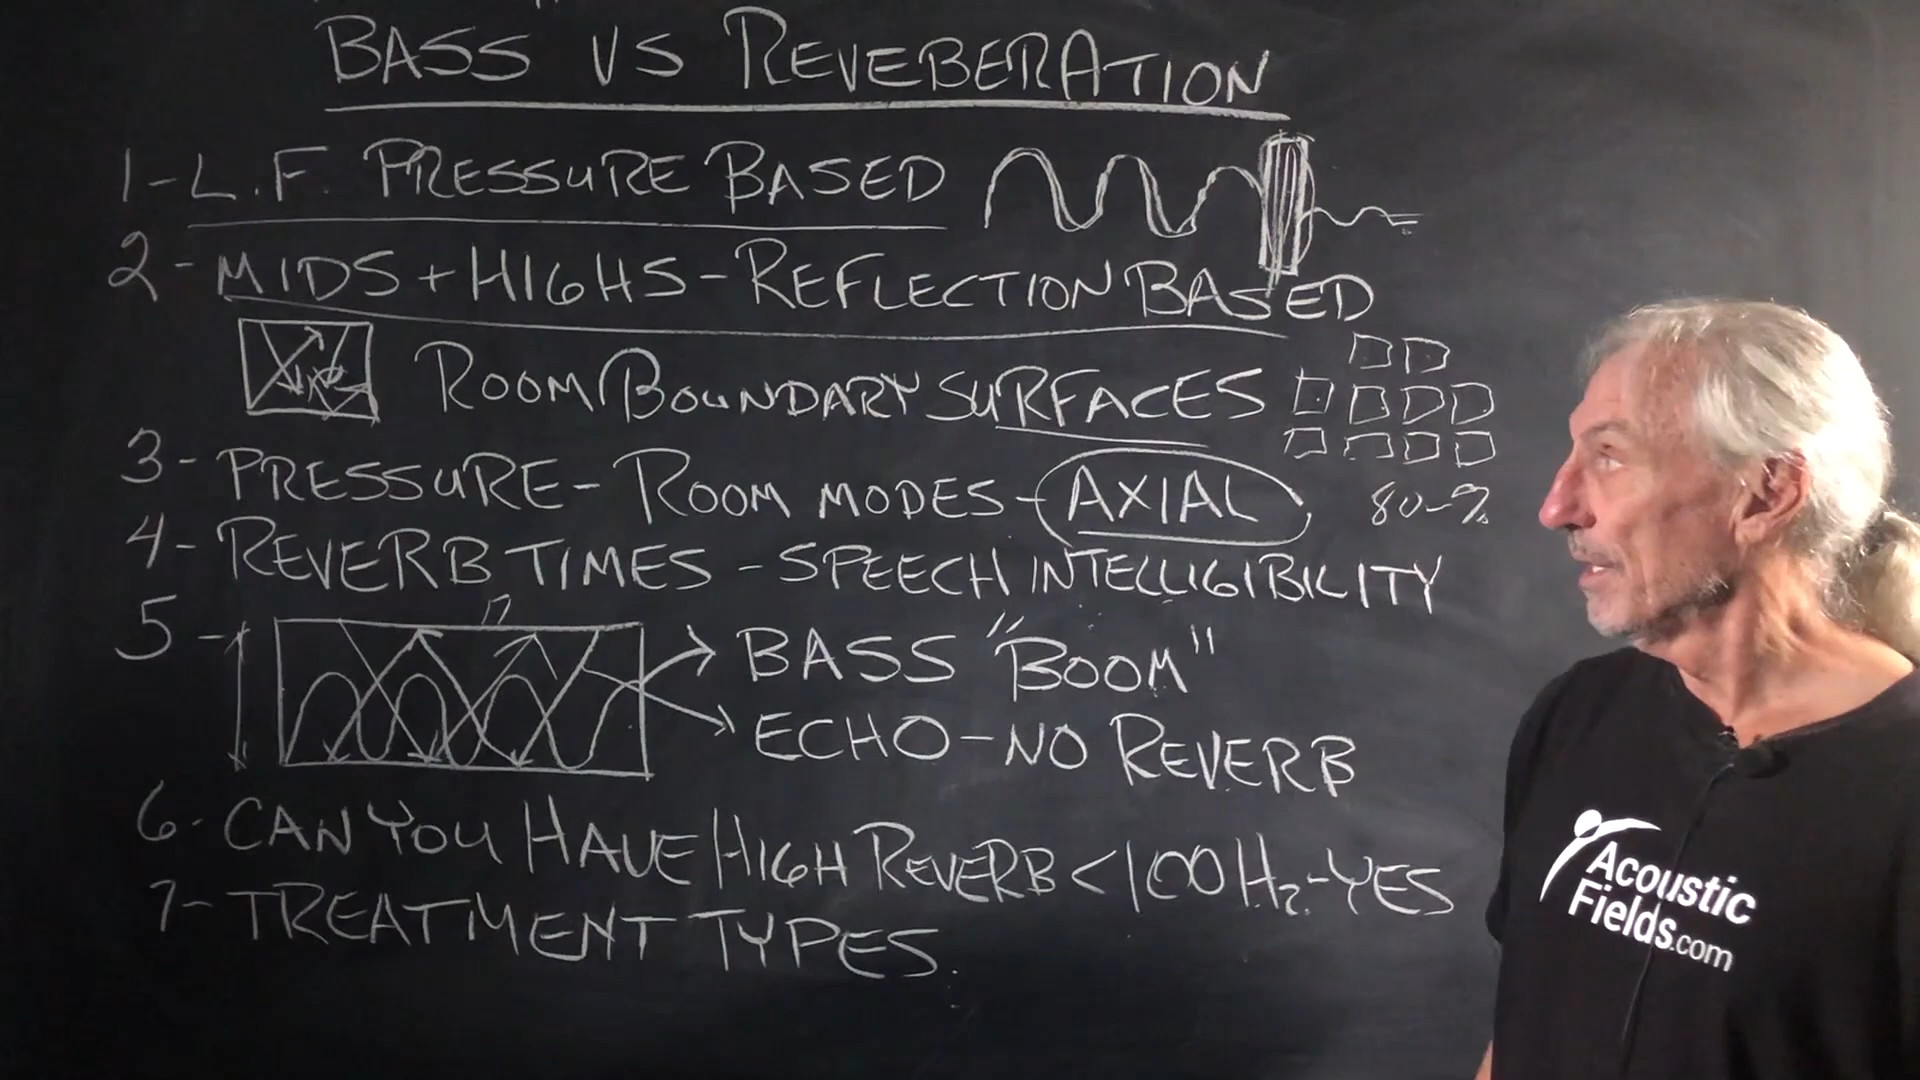 BASS VS REVEBERATION
1-L.F. PRESSURE BASED
2-MIDS+HIGHS-REFLECTION BASED
ROOM BOUNDARY SURFACES
3-PRESSURE-ROOM MODES-AXIAL
80-%
4-REVERB TIMES-SPEECH INTELLIGIBILITY
5-
BASS "BOOM"
ECHO-NO REVERB
6-CAN YOU HAVE HIGH REVERB<100Hz-YES
7-TREATMENT TYPES.
Acoustic
Fields.com